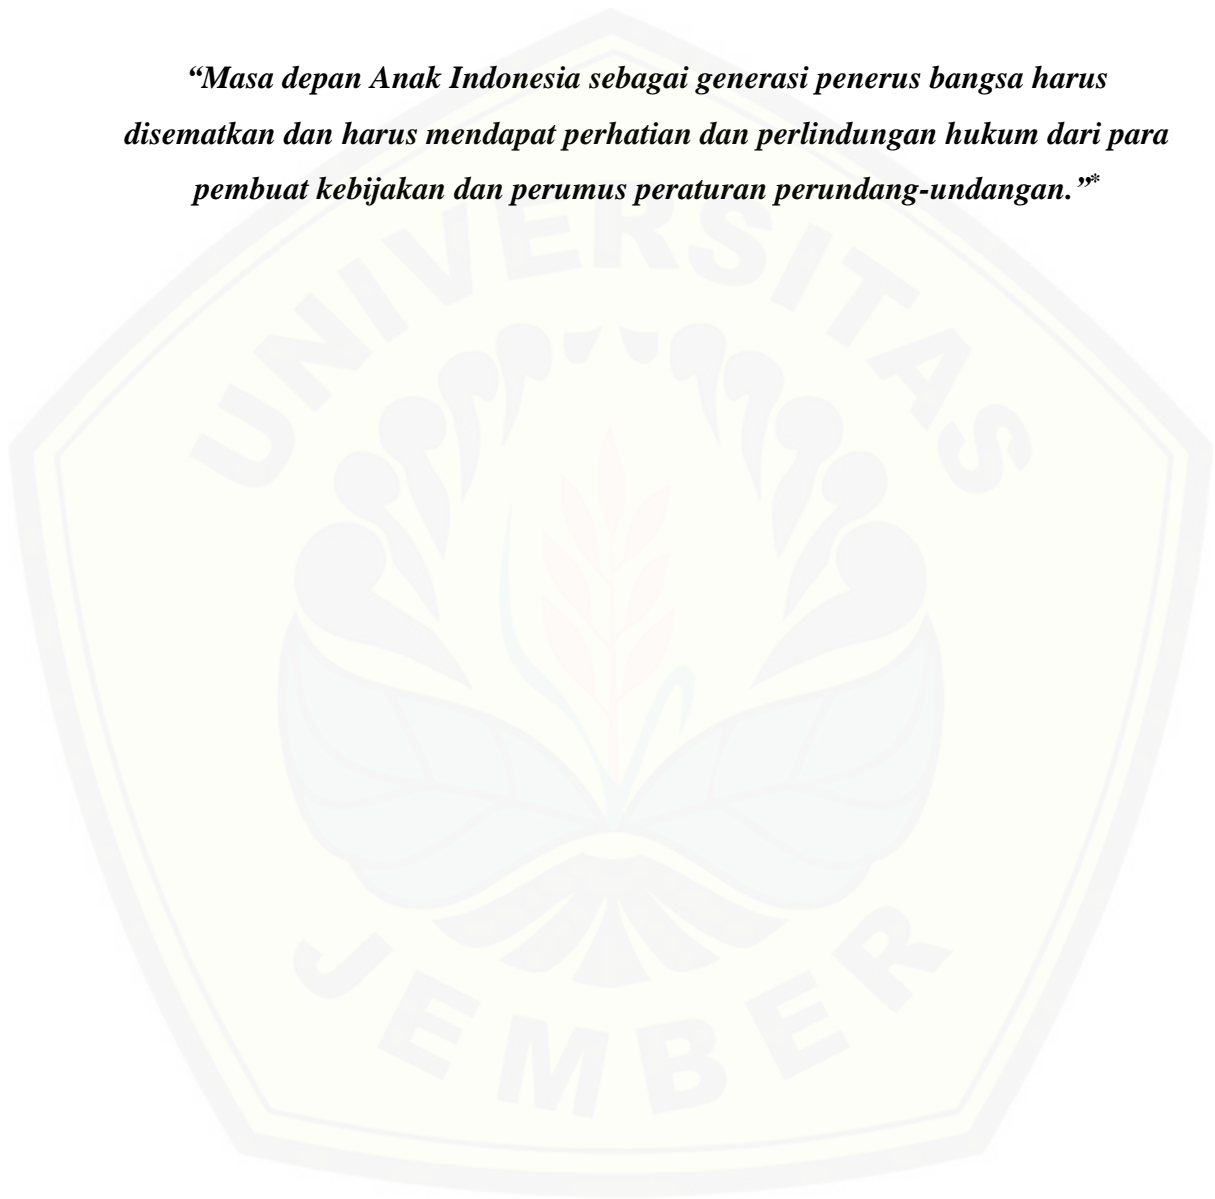 “Masa depan Anak Indonesia sebagai generasi penerus bangsa harus
disematkan dan harus mendapat perhatian dan perlindungan hukum dari para
pembuat kebijakan dan perumus peraturan perundang-undangan.”*
UNIVERSITAS
JEMBER